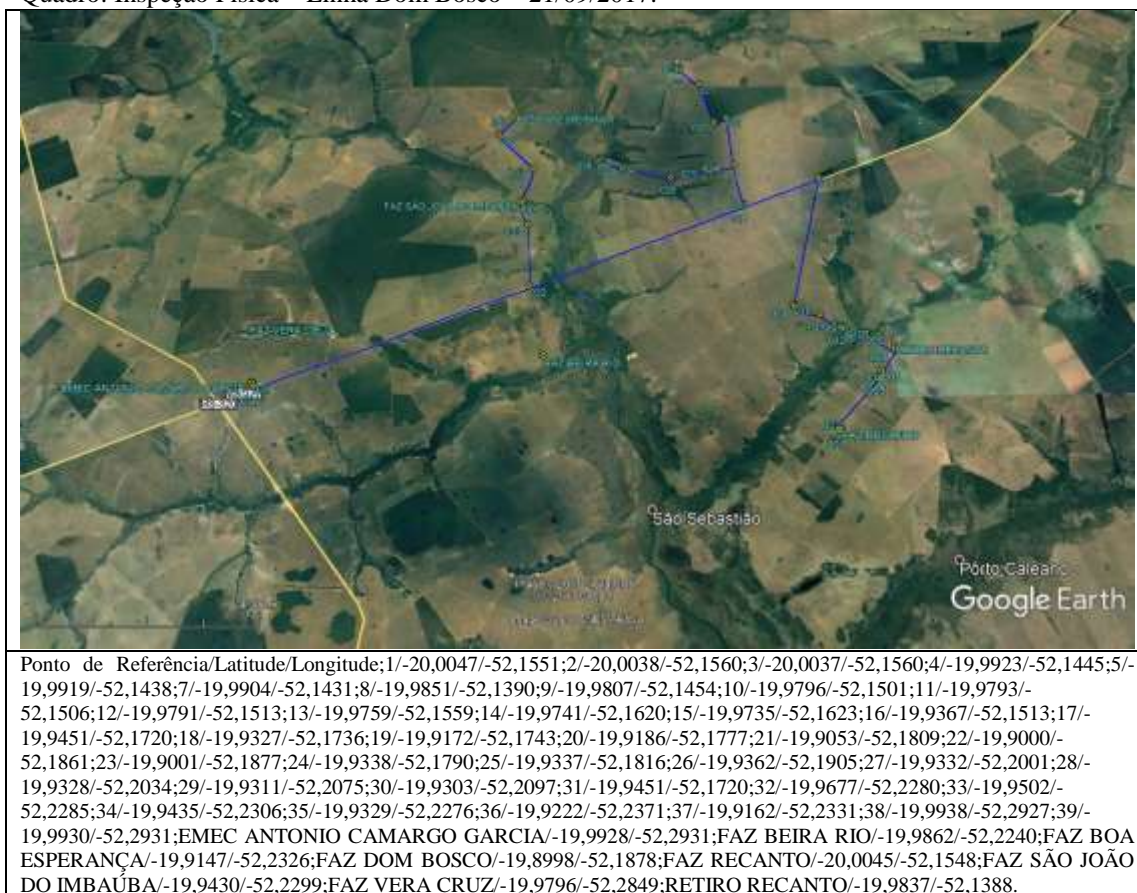 Quadro: Inspeção Física – Linha Dom Bosco – 21/09/2017.
São Sebastião
Porto Caleano
Google Earth
Ponto de Referência/Latitude/Longitude;1/-20,0047/-52,1551;2/-20,0038/-52,1560;3/-20,0037/-52,1560;4/-19,9923/-52,1445;5/-
19,9919/-52,1438;7/-19,9904/-52,1431;8/-19,9851/-52,1390;9/-19,9807/-52,1454;10/-19,9796/-52,1501;11/-19,9793/-
52,1506;12/-19,9791/-52,1513;13/-19,9759/-52,1559;14/-19,9741/-52,1620;15/-19,9735/-52,1623;16/-19,9367/-52,1513;17/-
19,9451/-52,1720;18/-19,9327/-52,1736;19/-19,9172/-52,1743;20/-19,9186/-52,1777;21/-19,9053/-52,1809;22/-19,9000/-
52,1861;23/-19,9001/-52,1877;24/-19,9338/-52,1790;25/-19,9337/-52,1816;26/-19,9362/-52,1905;27/-19,9332/-52,2001;28/-
19,9328/-52,2034;29/-19,9311/-52,2075;30/-19,9303/-52,2097;31/-19,9451/-52,1720;32/-19,9677/-52,2280;33/-19,9502/-
52,2285;34/-19,9435/-52,2306;35/-19,9329/-52,2276;36/-19,9222/-52,2371;37/-19,9162/-52,2331;38/-19,9938/-52,2927;39/-
19,9930/-52,2931;EMEC ANTONIO CAMARGO GARCIA/-19,9928/-52,2931;FAZ BEIRA RIO/-19,9862/-52,2240;FAZ BOA
ESPERANÇA/-19,9147/-52,2326;FAZ DOM BOSCO/-19,8998/-52,1878;FAZ RECANTO/-20,0045/-52,1548;FAZ SÃO JOÃO
DO IMBAÚBA/-19,9430/-52,2299;FAZ VERA CRUZ/-19,9796/-52,2849;RETIRO RECANTO/-19,9837/-52,1388.